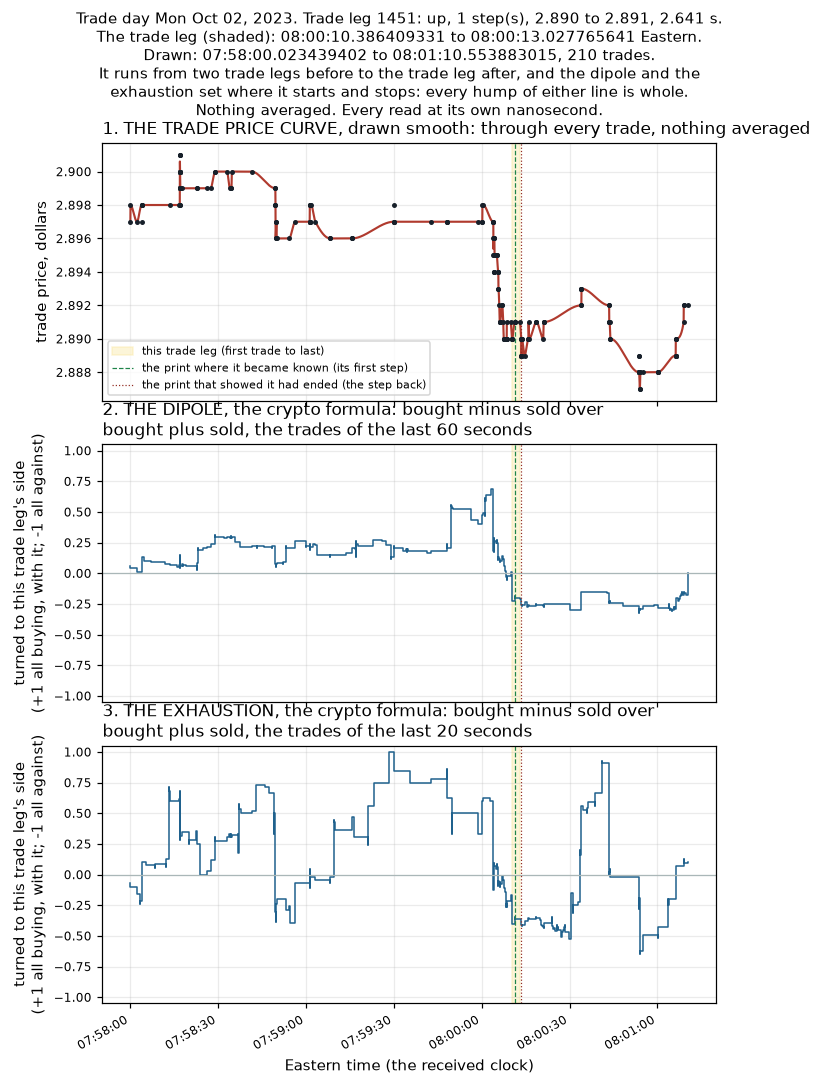 Trade day Mon Oct 02, 2023. Trade leg 1451: up, 1 step(s), 2.890 to 2.891, 2.641 s.
The trade leg (shaded): 08:00:10.386409331 to 08:00:13.027765641 Eastern.
Drawn: 07:58:00.023439402 to 08:01:10.553883015, 210 trades.
It runs from two trade legs before to the trade leg after, and the dipole and the
exhaustion set where it starts and stops: every hump of either line is whole.
Nothing averaged. Every read at its own nanosecond.
1. THE TRADE PRICE CURVE, drawn smooth: through every trade, nothing averaged
trade price, dollars
2.900
2.898
2.896
2.894
2.892
2.890
2.888
this trade leg (first trade to last)
the print where it became known (its first step)
the print that showed it had ended (the step back)
2. THE DIPOLE, the crypto formula: bought minus sold over
bought plus sold, the trades of the last 60 seconds
turned to this trade leg's side
(+1 all buying, with it; -1 all against)
1.00
0.75
0.50
0.25
0.00
−0.25
−0.50
−0.75
−1.00
3. THE EXHAUSTION, the crypto formula: bought minus sold over
bought plus sold, the trades of the last 20 seconds
turned to this trade leg's side
(+1 all buying, with it; -1 all against)
1.00
0.75
0.50
0.25
0.00
−0.25
−0.50
−0.75
−1.00
07:58:00
07:58:30
07:59:00
07:59:30
08:00:00
08:00:30
08:01:00
Eastern time (the received clock)